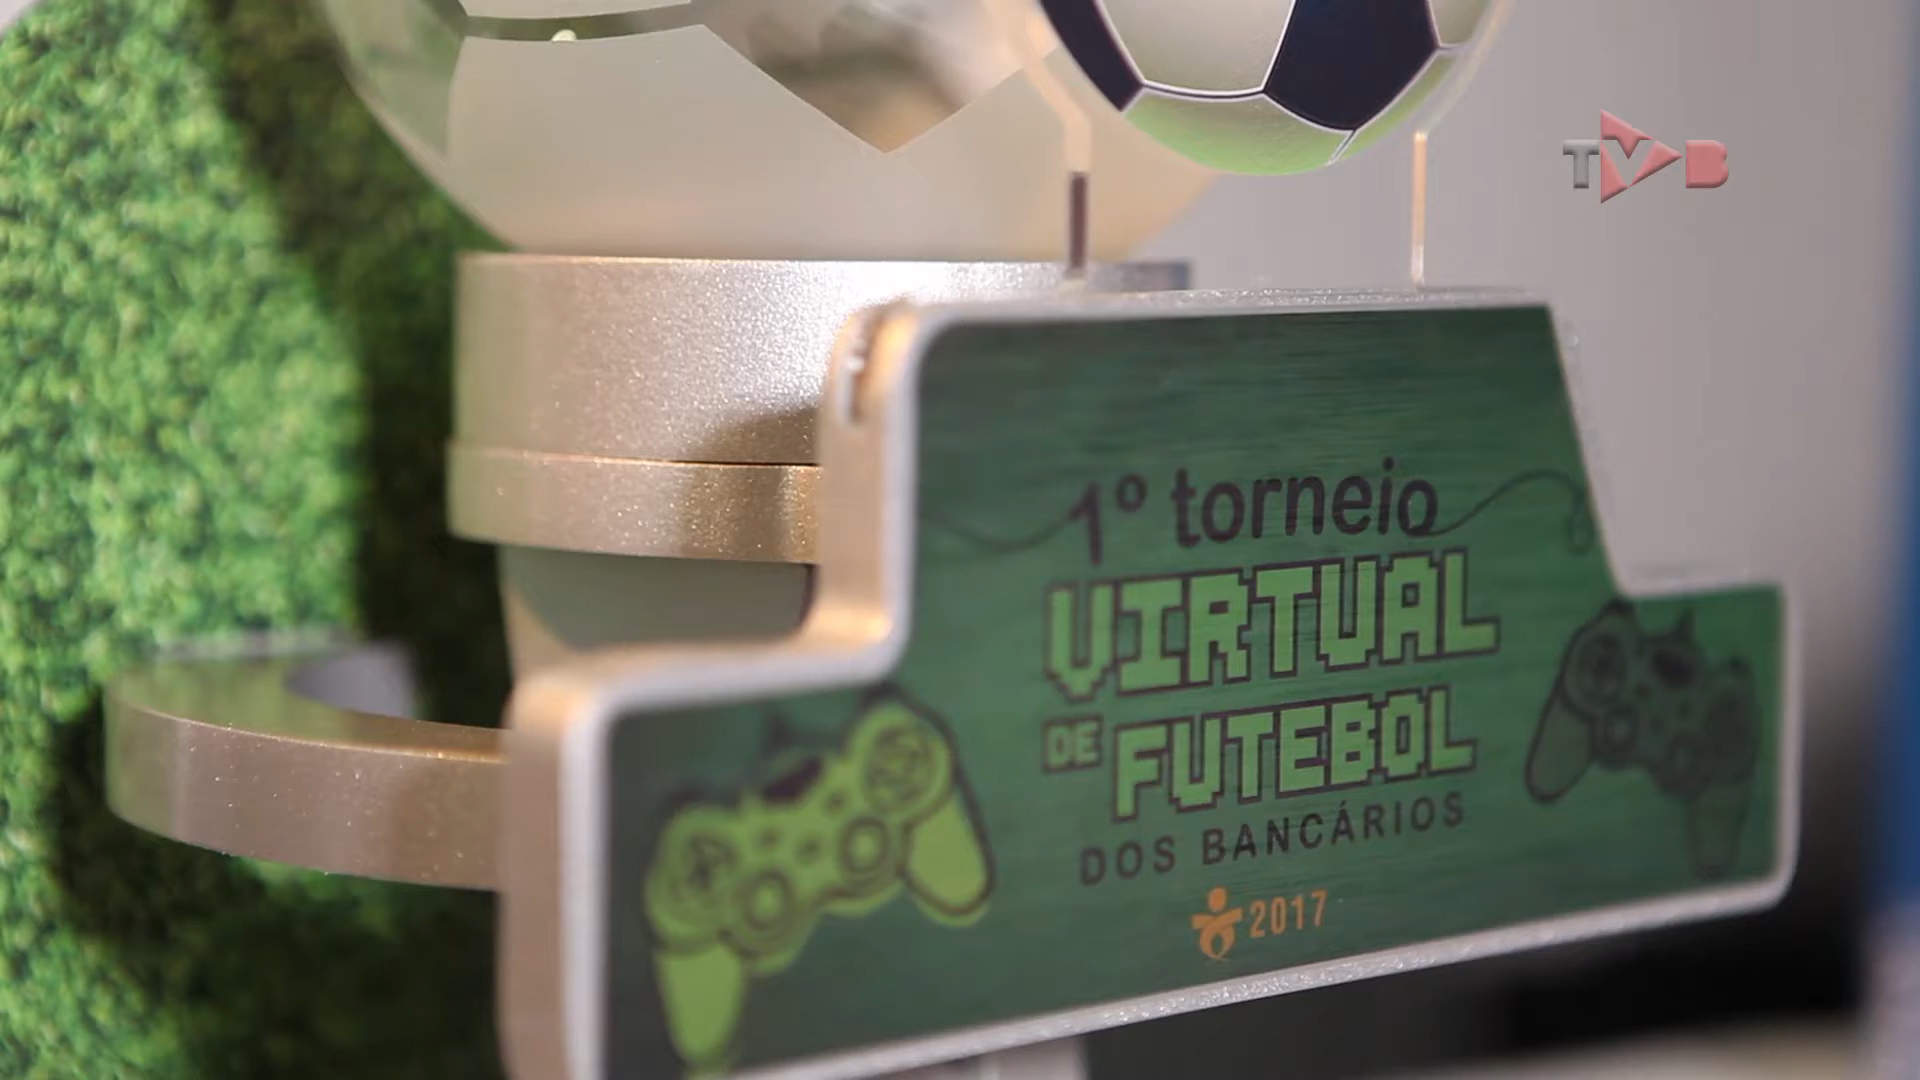 TVB
1º torneio
VIRTUAL
DE FUTEBOL
DOS BANCÁRIOS
2017